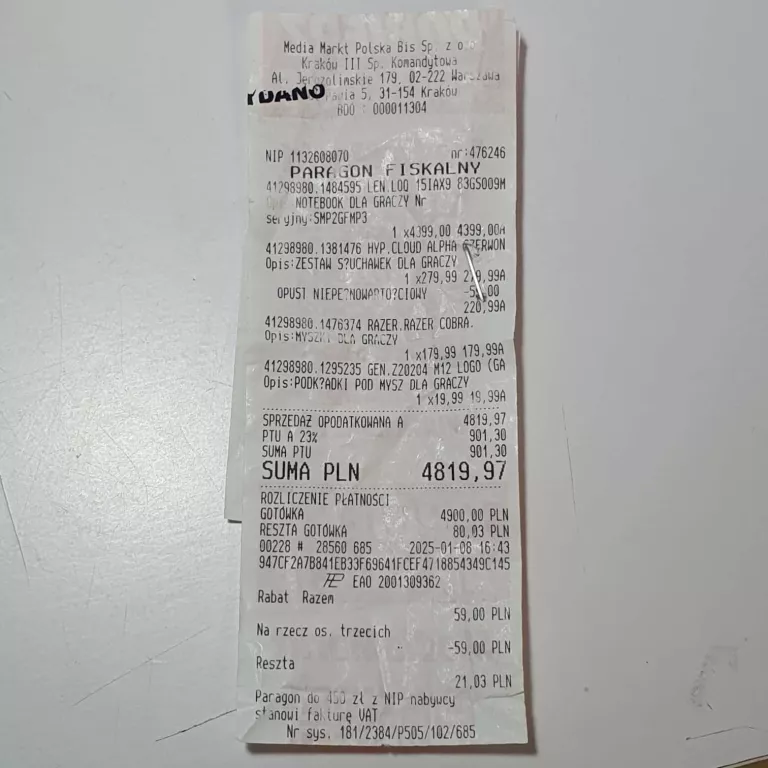 Media Markt Polska Bis Sp. z o.o.
Kraków III Sp. Komandytowa
Al. Jerozolimskie 179, 02-222 Warszawa
YDANO 5, 31-154 Kraków
BDO : 000011304
NIP 1132608070 nr:476246
PARAGON FISKALNY
41298980.1484595 LEN.LOQ 15IAX9 83GS009M
NOTEBOOK DLA GRACZY Nr
seryjny:SMP2GFMP3
1 x4399,00 4399,00A
41298980.1381476 HYP.CLOUD ALPHA CZERWON
Opis:ZESTAW S?UCHAWEK DLA GRACZY
1 x279,99 279,99A
OPUST NIEPE?NOWARTO?CIOWY -59,00
220,99A
41298980.1476374 RAZER.RAZER COBRA.
Opis:MYSZKI DLA GRACZY
1 x179,99 179,99A
41298980.1295235 GEN.Z20204 M12 LOGO (GA
Opis:PODK?ADKI POD MYSZ DLA GRACZY
1 x19,99 19,99A
SPRZEDAŻ OPODATKOWANA A 4819,97
PTU A 23% 901,30
SUMA PTU 901,30
SUMA PLN 4819,97
ROZLICZENIE PŁATNOŚCI
GOTÓWKA 4900,00 PLN
RESZTA GOTÓWKA 80,03 PLN
00228 # 28560 685 2025-01-08 16:43
947CF2A7B841EB33F69641FCEF4718854349C145
EAO 2001309362
Rabat Razem
59,00 PLN
Na rzecz os. trzecich
-59,00 PLN
Reszta
21,03 PLN
Paragon do 450 zł z NIP nabywcy
stanowi fakturę VAT
Nr sys. 181/2384/P505/102/685